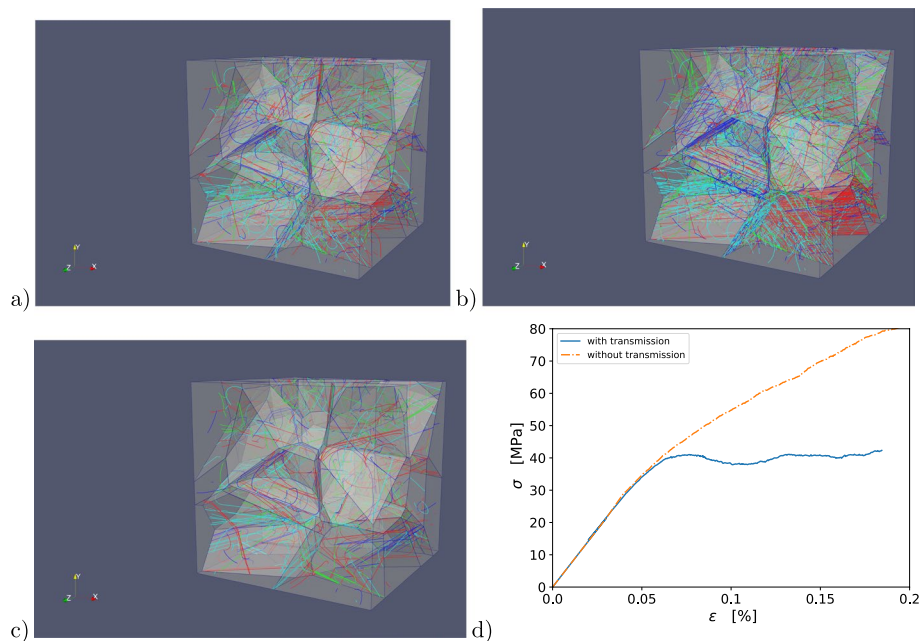 a)
Y
Z
X
b)
Y
Z
X
c)
Y
Z
X
d)
with transmission
without transmission
80
70
60
50
40
30
20
10
0
σ [MPa]
0.0
0.05
0.1
0.15
0.2
ε [%]